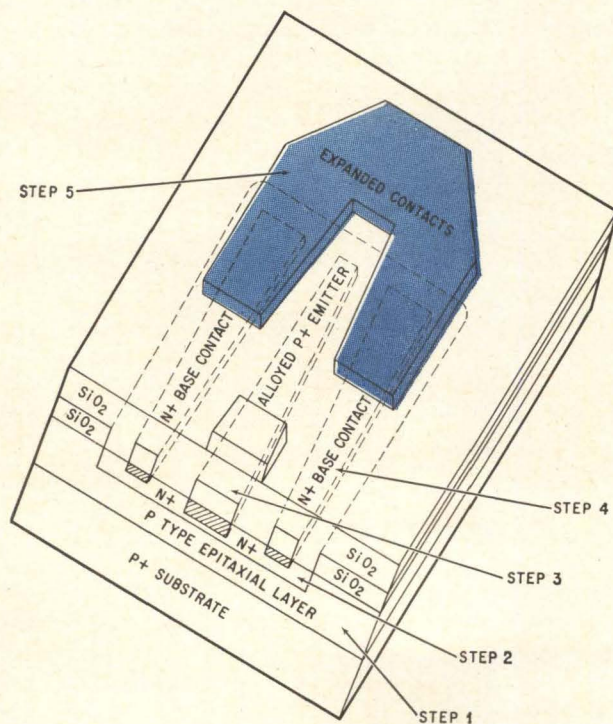 EXPANDED CONTACTS
STEP 5
ALLOYED P+ EMITTER
N+ BASE CONTACT
N+ BASE CONTACT
SiO₂
SiO₂
STEP 4
N+
N+
SiO₂
SiO₂
STEP 3
P TYPE EPITAXIAL LAYER
P+ SUBSTRATE
STEP 2
STEP 1